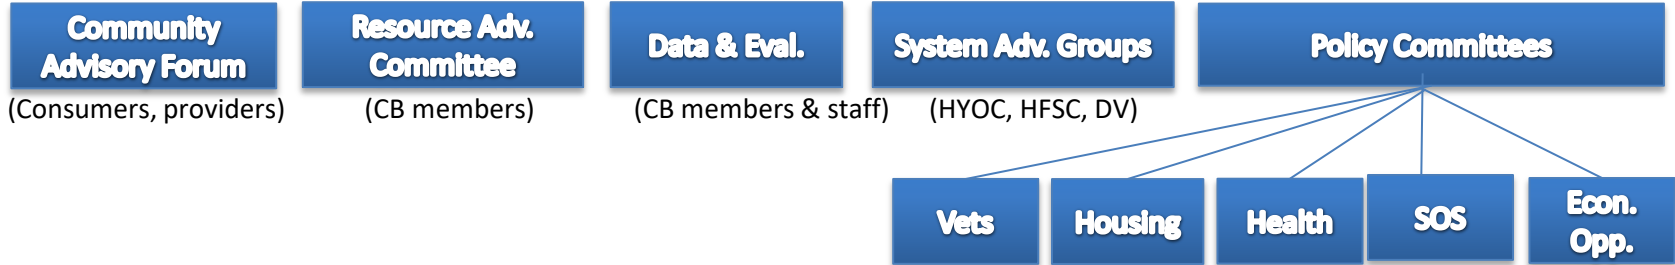 Community
Advisory Forum
Resource Adv.
Committee
Data & Eval.
System Adv. Groups
Policy Committees
(Consumers, providers)
(CB members)
(CB members & staff)
(HYOC, HFSC, DV)
Vets
Housing
Health
SOS
Econ.
Opp.